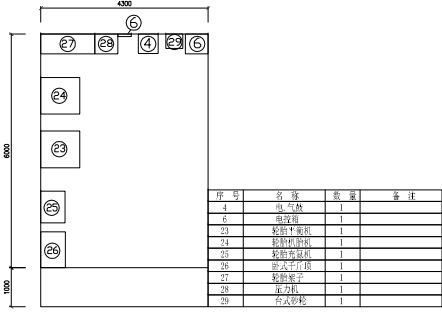 4300
6
27
28
4
29
6
24
23
25
26
6000
1000
序 号 名 称 数 量 备 注
4 电、气鼓 1
6 电控箱 1
23 轮胎平衡机 1
24 轮胎扒胎机 1
25 轮胎充氮机 1
26 卧式千斤顶 1
27 轮胎架子 1
28 压力机 1
29 台式砂轮 1